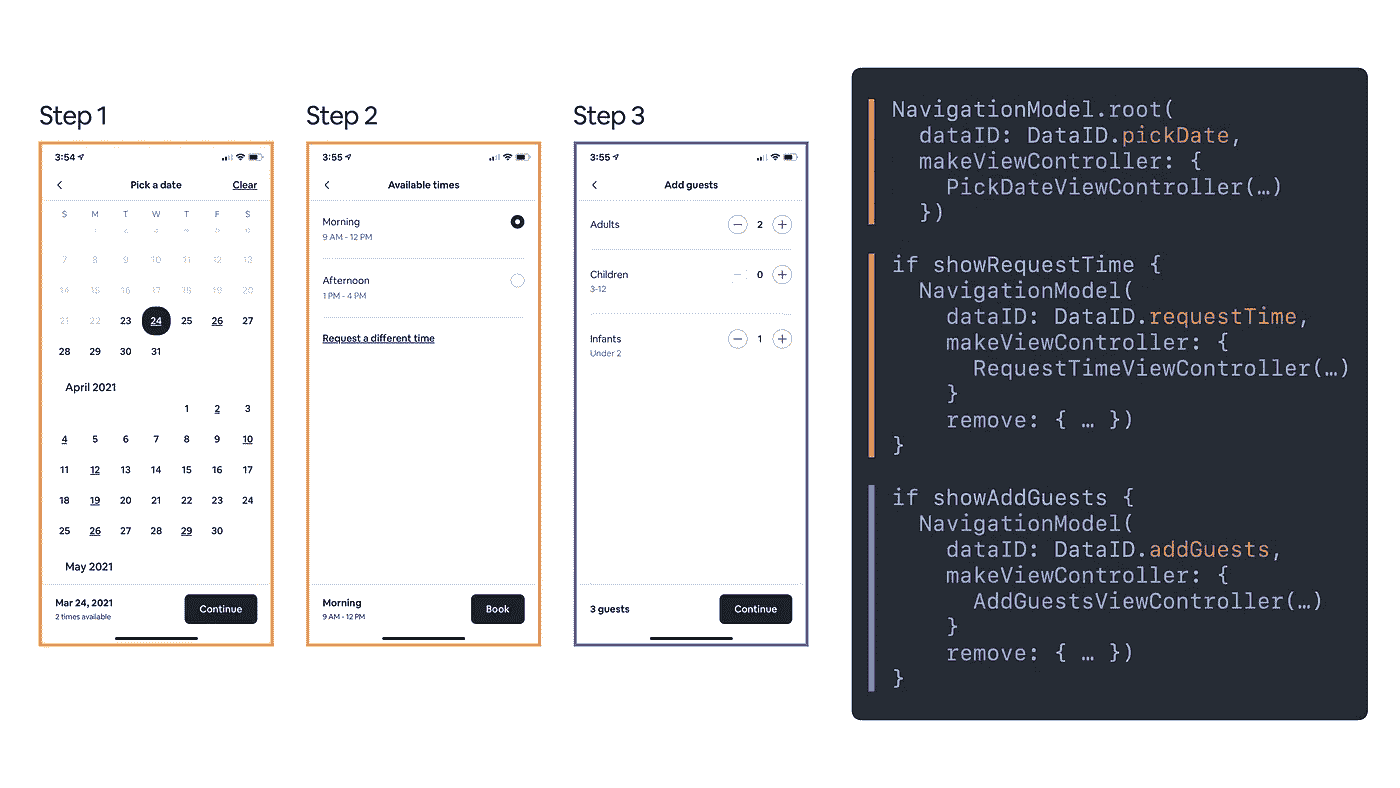 Step 1
3:54
Pick a date
Clear
S M T W T F S
7 8 9 10 11 12 13
14 15 16 17 18 19 20
21 22 23 24 25 26 27
28 29 30 31
April 2021
1 2 3
4 5 6 7 8 9 10
11 12 13 14 15 16 17
18 19 20 21 22 23 24
25 26 27 28 29 30
May 2021
Mar 24, 2021
2 times available
Continue
Step 2
3:55
Available times
Morning
9 AM - 12 PM
Afternoon
1 PM - 4 PM
Request a different time
Morning
9 AM - 12 PM
Book
Step 3
3:55
Add guests
Adults
2
Children
3-12
0
Infants
Under 2
1
3 guests
Continue
NavigationModel.root(
dataID: DataID.pickDate,
makeViewController: {
PickDateViewController(…)
})
if showRequestTime {
NavigationModel(
dataID: DataID.requestTime,
makeViewController: {
RequestTimeViewController(…)
}
remove: { … })
}
if showAddGuests {
NavigationModel(
dataID: DataID.addGuests,
makeViewController: {
AddGuestsViewController(…)
}
remove: { … })
}